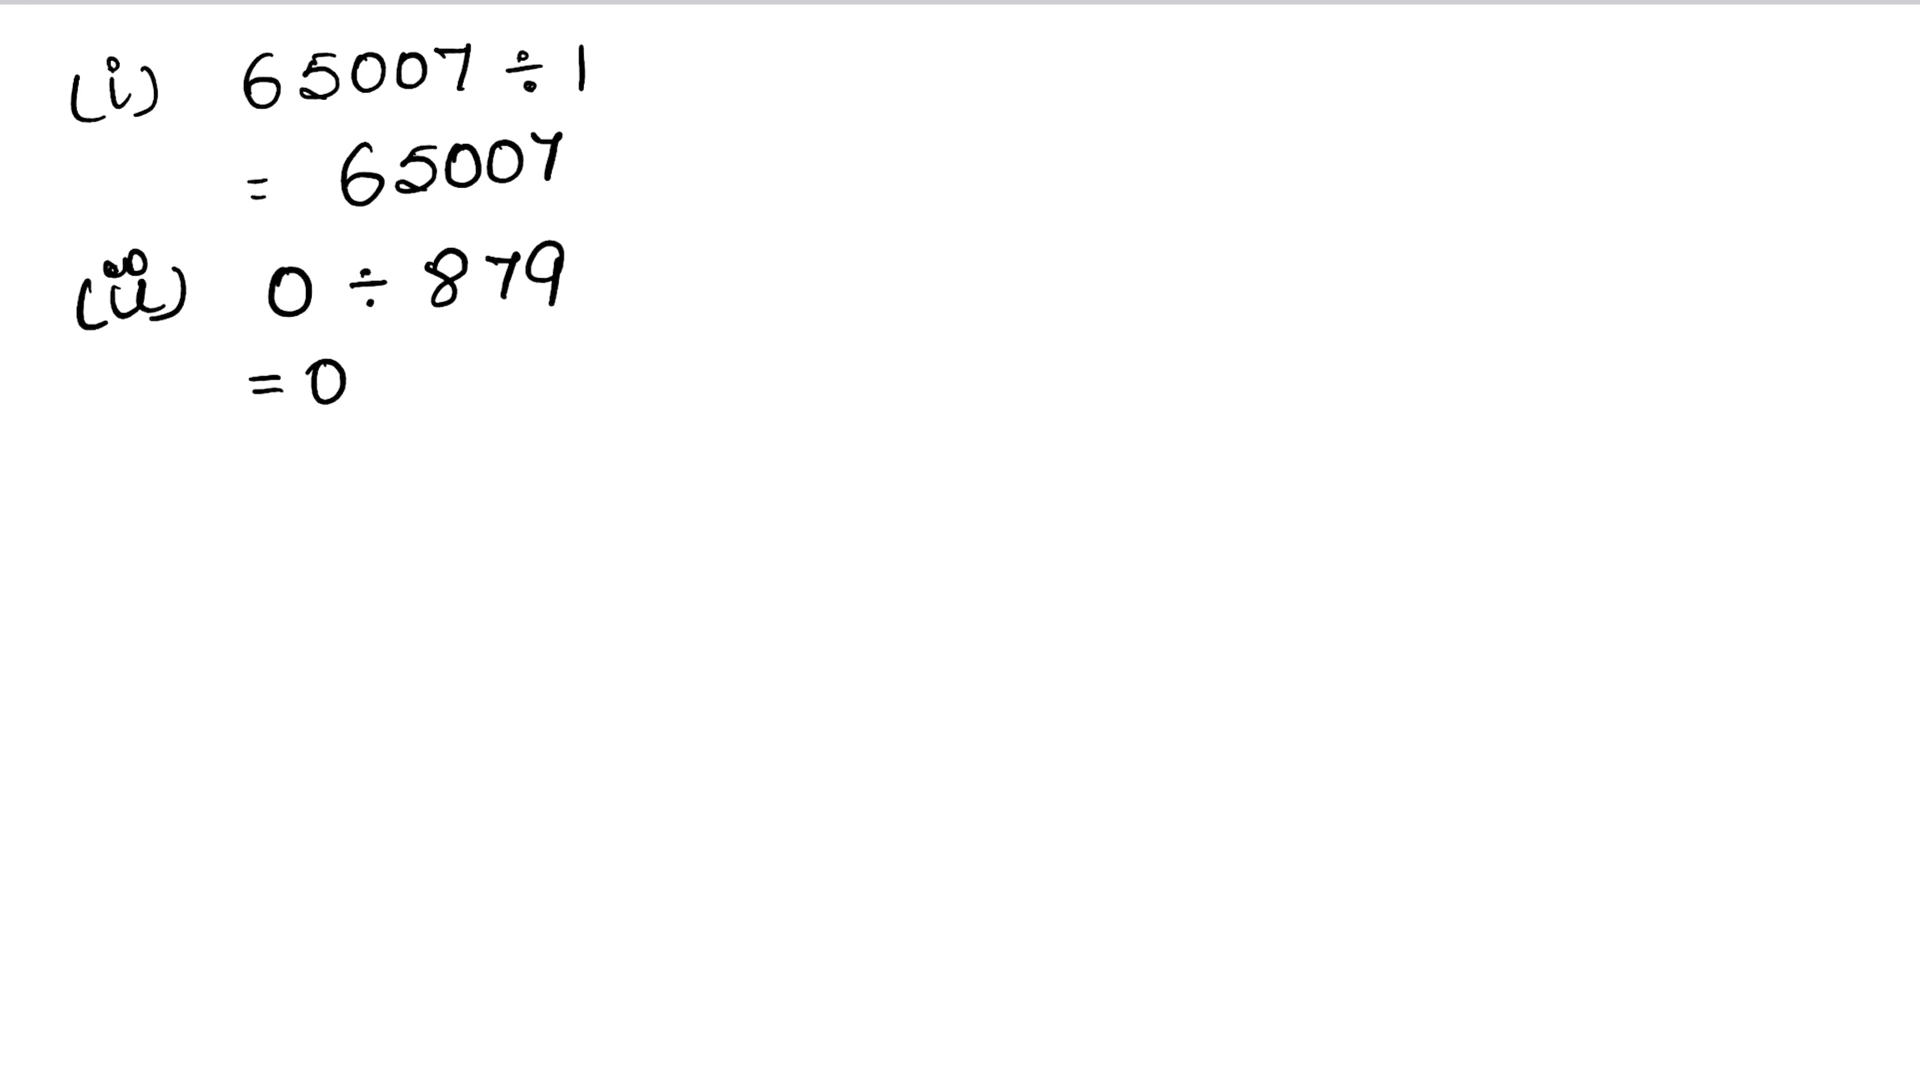 (i) 65007 ÷ 1
= 65007
(ii) 0 ÷ 879
= 0